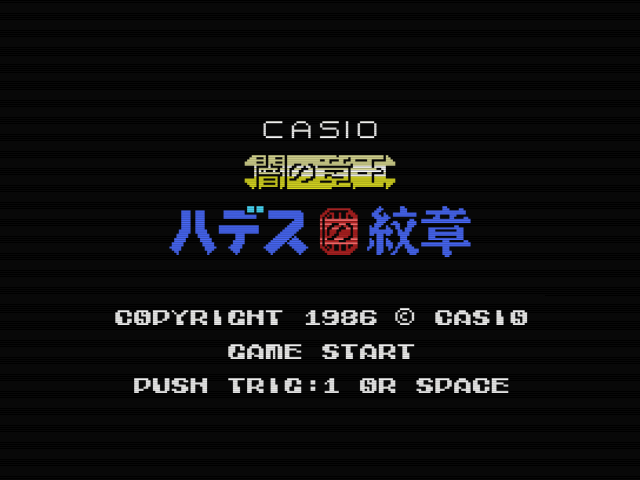 CASIO
闇の竜王
ハデスの紋章
COPYRIGHT 1986 © CASIO
GAME START
PUSH TRIG:1 OR SPACE